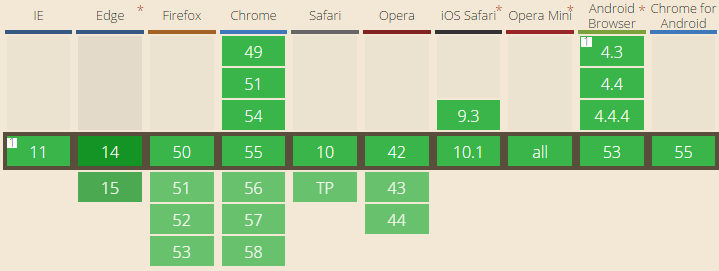 IE Edge * Firefox Chrome Safari Opera iOS Safari * Opera Mini * Android Browser * Chrome for Android
49 1 4.3
51 4.4
54 9.3 4.4.4
1 11 14 50 55 10 42 10.1 all 53 55
15 51 56 TP 43
52 57 44
53 58